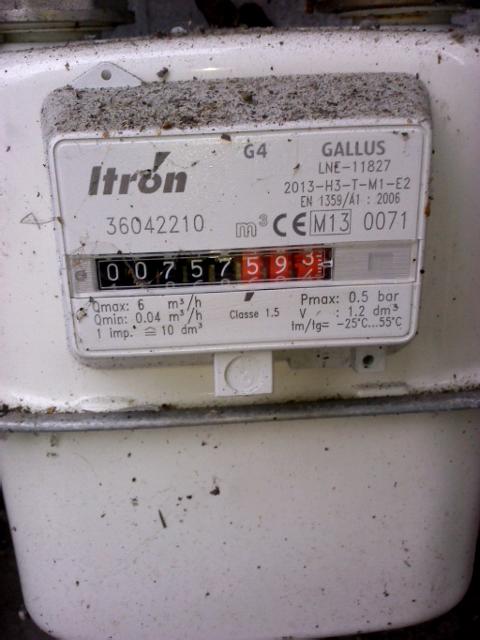 Itrón
G4
GALLUS
LNE-11827
2013-H3-T-M1-E2
EN 1359/A1 : 2006
36042210
m³ CE M13 0071
00757593
Qmax: 6 m³/h
Qmin: 0.04 m³/h
1 imp. ≙ 10 dm³
Classe 1.5
Pmax: 0.5 bar
V : 1.2 dm³
tm/tg= -25°C...55°C